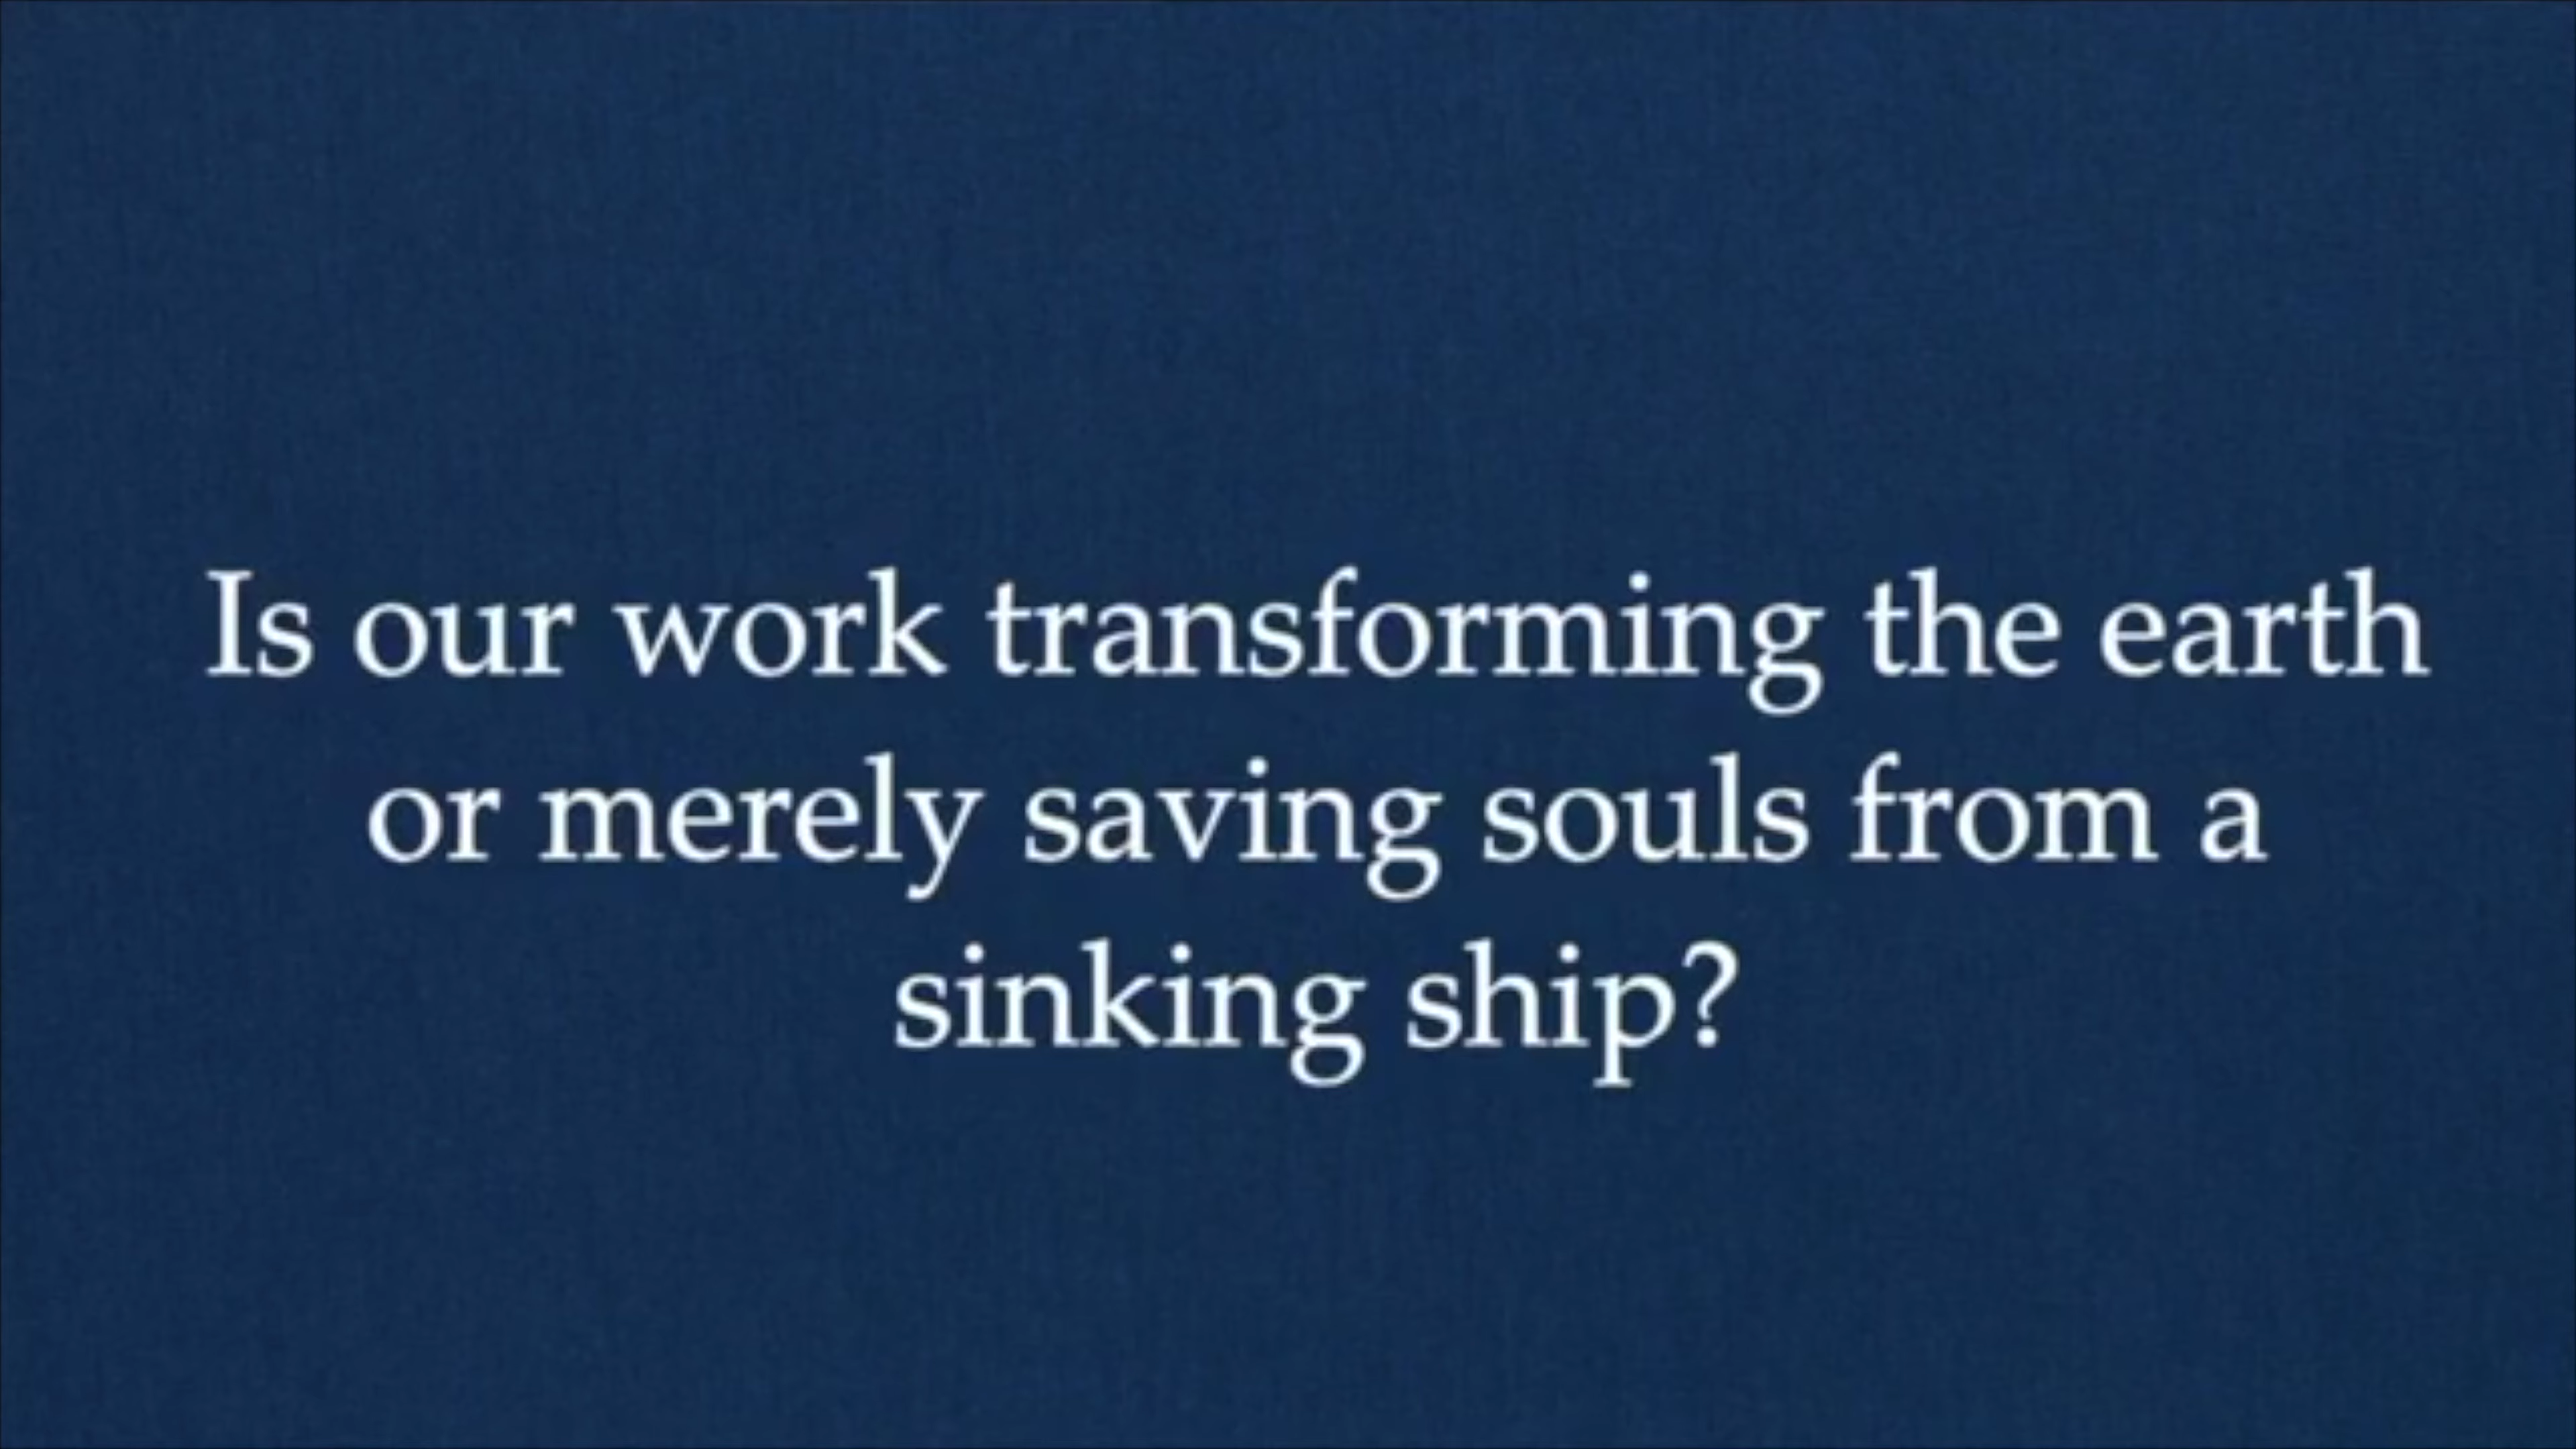 Is our work transforming the earth
or merely saving souls from a
sinking ship?